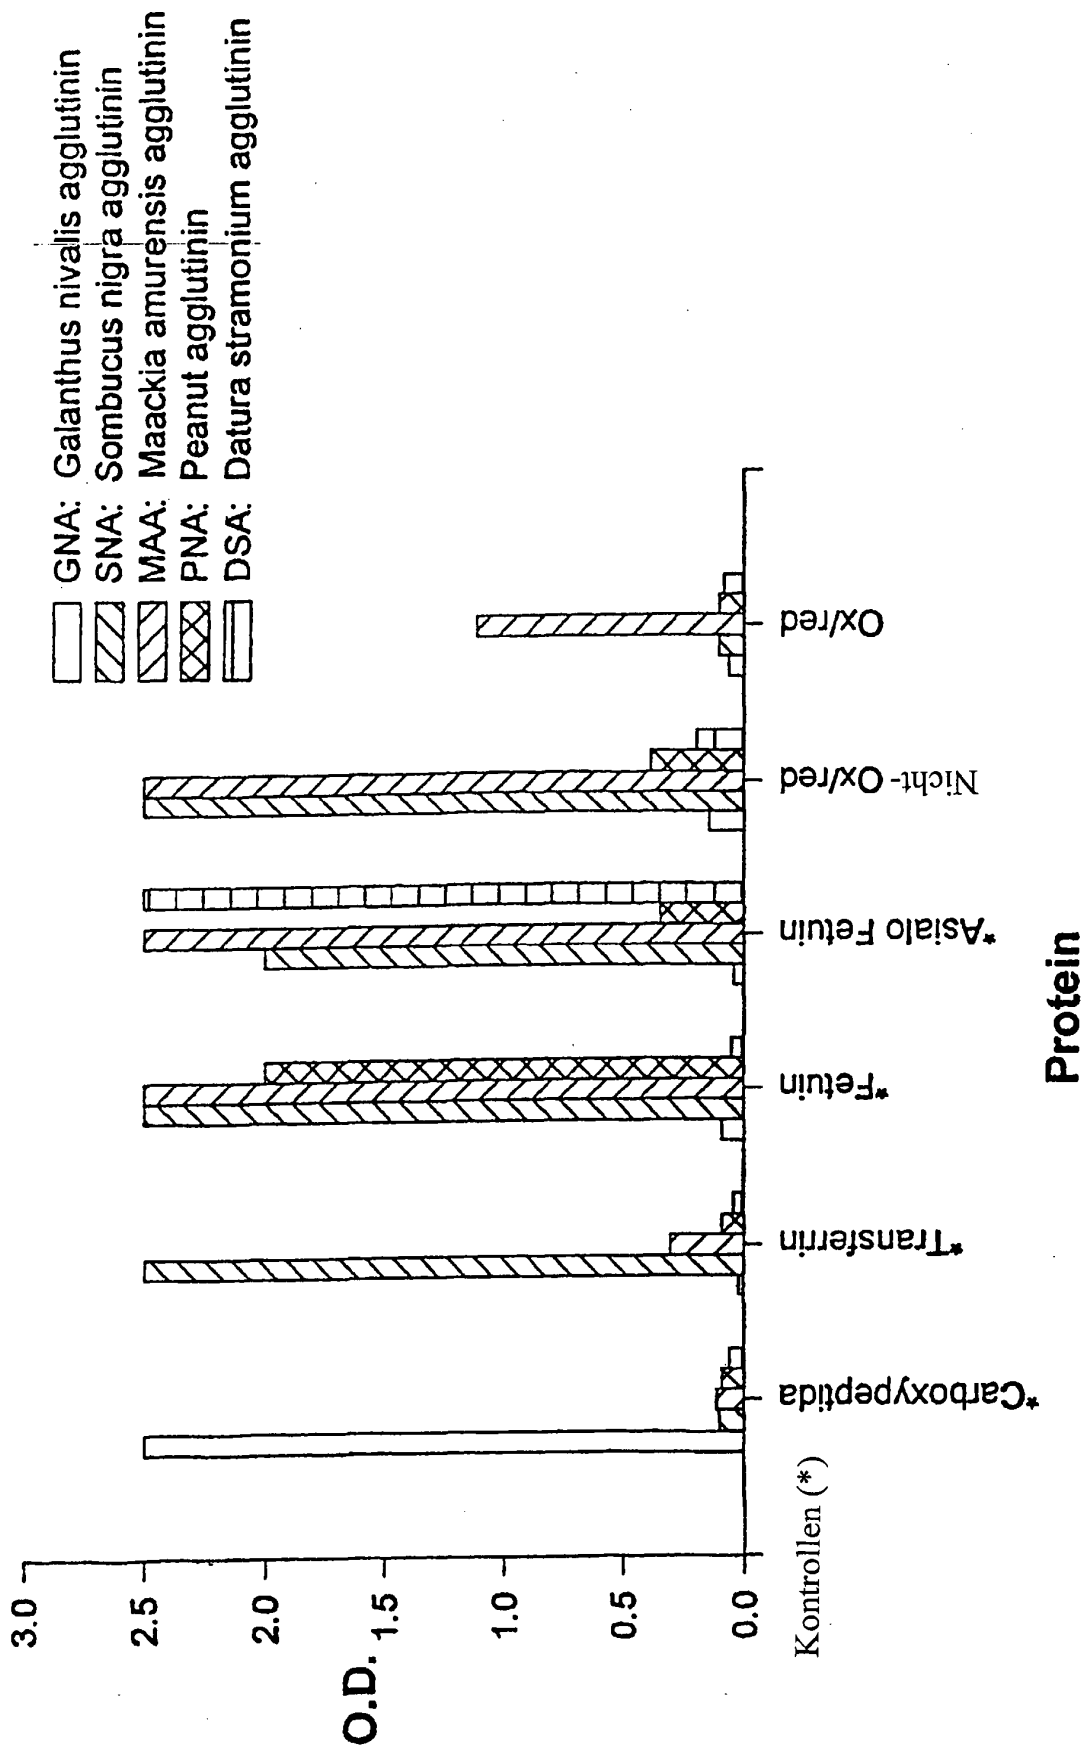 GNA: Galanthus nivalis agglutinin
SNA: Sombucus nigra agglutinin
MAA: Maackia amurensis agglutinin
PNA: Peanut agglutinin
DSA: Datura stramonium agglutinin
3.0
2.5
2.0
1.5
1.0
0.5
0.0
O.D.
Kontrollen (*)
*Carboxypeptida
*Transferrin
*Fetuin
*Asialo Fetuin
Nicht-Ox/red
Ox/red
Protein